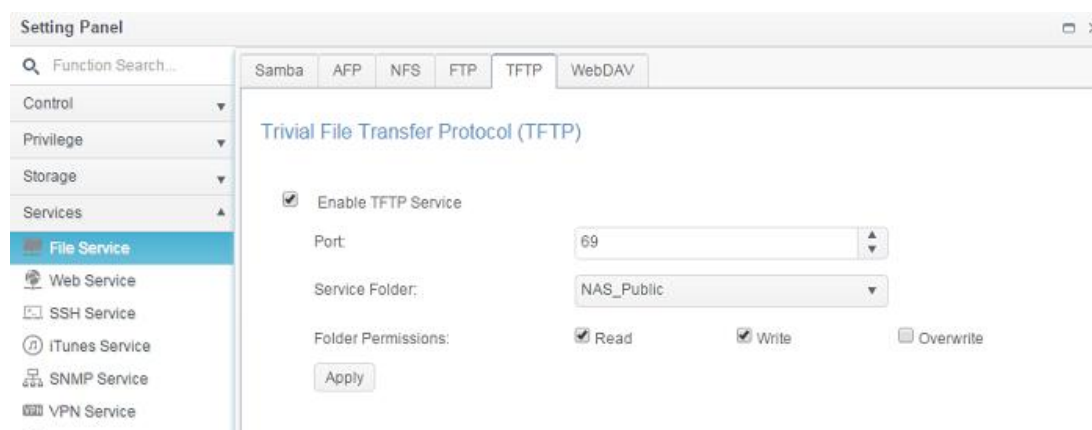 Setting Panel
Function Search...
Control
Privilege
Storage
Services
File Service
Web Service
SSH Service
iTunes Service
SNMP Service
VPN Service
Samba AFP NFS FTP TFTP WebDAV
Trivial File Transfer Protocol (TFTP)
Enable TFTP Service
Port: 69
Service Folder: NAS_Public
Folder Permissions: Read Write Overwrite
Apply